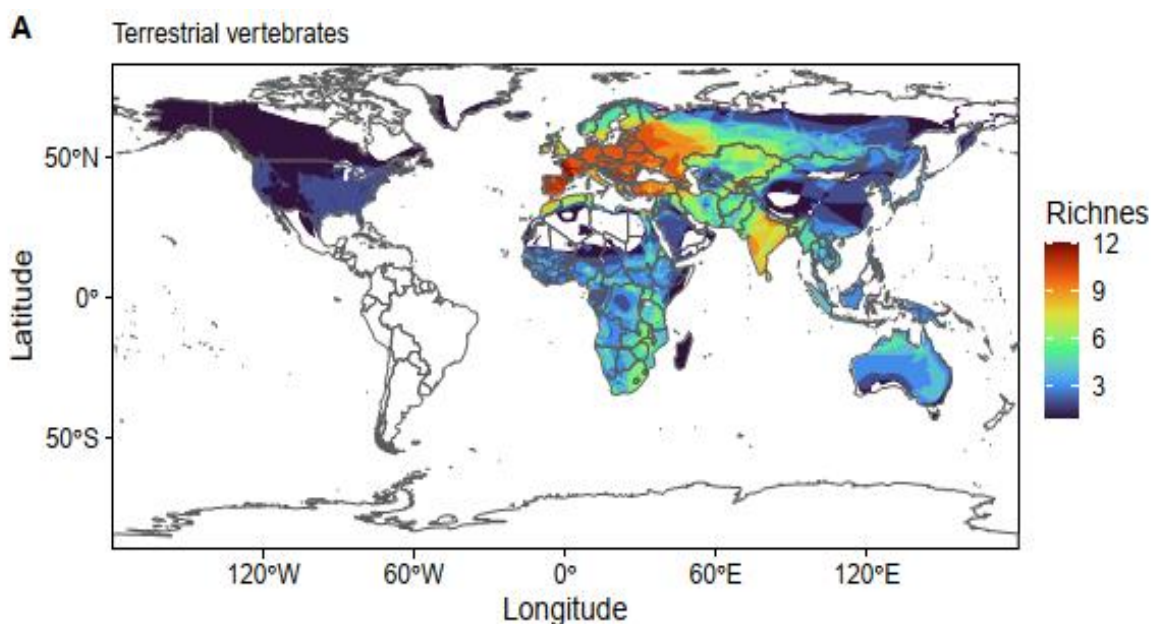 A
Terrestrial vertebrates
50°N
0°
50°S
Latitude
120°W 60°W 0° 60°E 120°E
Longitude
Richnes
12
9
6
3